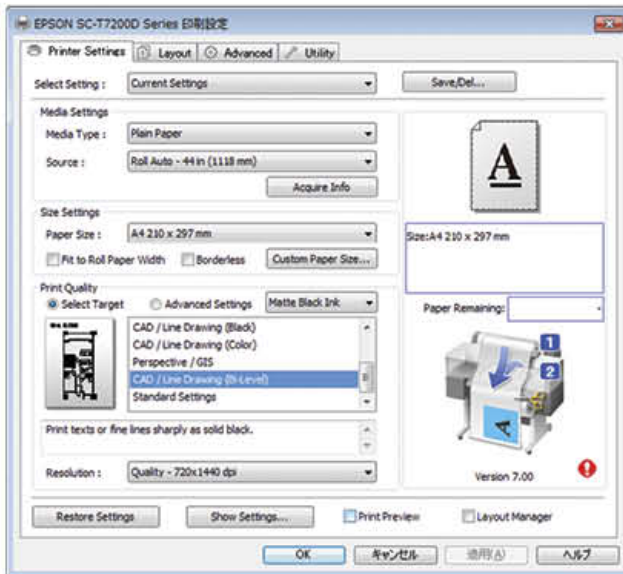 EPSON SC-T7200D Series 印刷設定
Printer Settings Layout Advanced Utility
Select Setting : Current Settings Save/Del...
Media Settings
Media Type : Plain Paper
Source : Roll Auto - 44 in (1118 mm)
Acquire Info
A
Size Settings
Paper Size : A4 210 x 297 mm
Fit to Roll Paper Width Borderless Custom Paper Size...
Size:A4 210 x 297 mm
Print Quality
Select Target Advanced Settings Matte Black Ink
Paper Remaining: -
CAD / Line Drawing (Black)
CAD / Line Drawing (Color)
Perspective / GIS
CAD / Line Drawing (Bi-Level)
Standard Settings
1
2
A
Print texts or fine lines sharply as solid black.
Resolution : Quality - 720x1440 dpi
Version 7.00
Restore Settings Show Settings... Print Preview Layout Manager
OK キャンセル 適用(A) ヘルプ